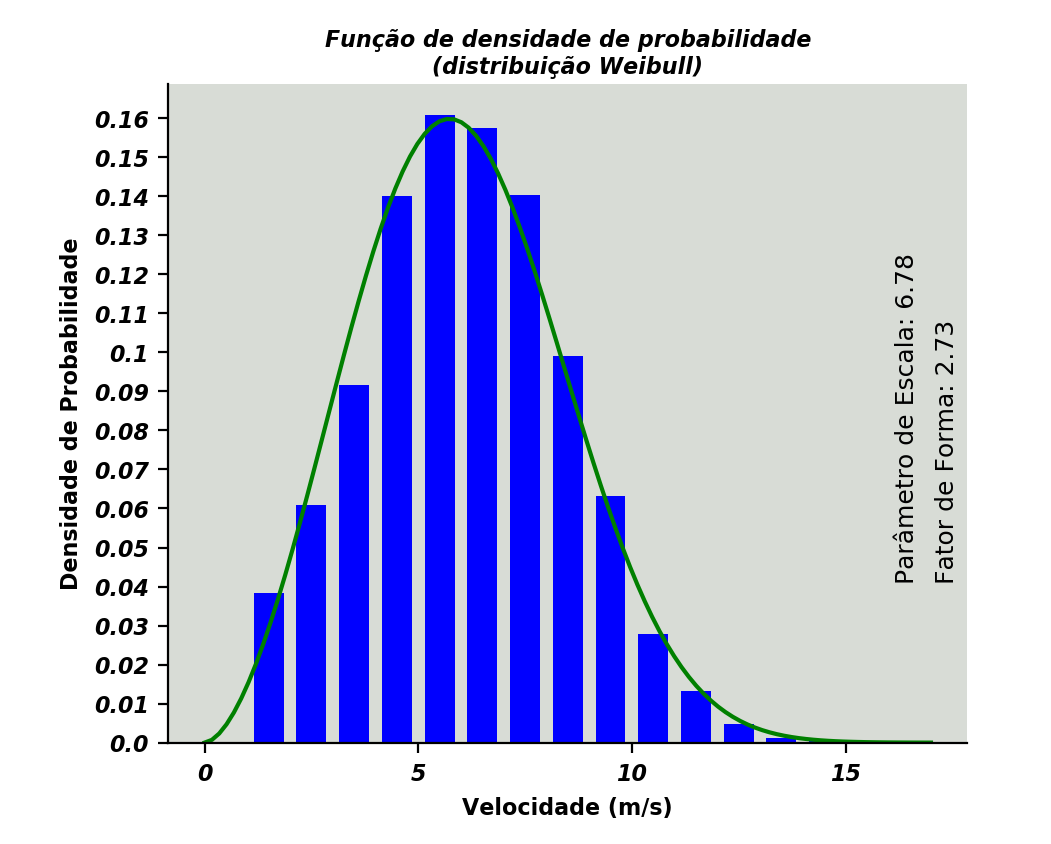 Função de densidade de probabilidade
(distribuição Weibull)
Densidade de Probabilidade
0.16
0.15
0.14
0.13
0.12
0.11
0.1
0.09
0.08
0.07
0.06
0.05
0.04
0.03
0.02
0.01
0.0
Parâmetro de Escala: 6.78
Fator de Forma: 2.73
0 5 10 15
Velocidade (m/s)